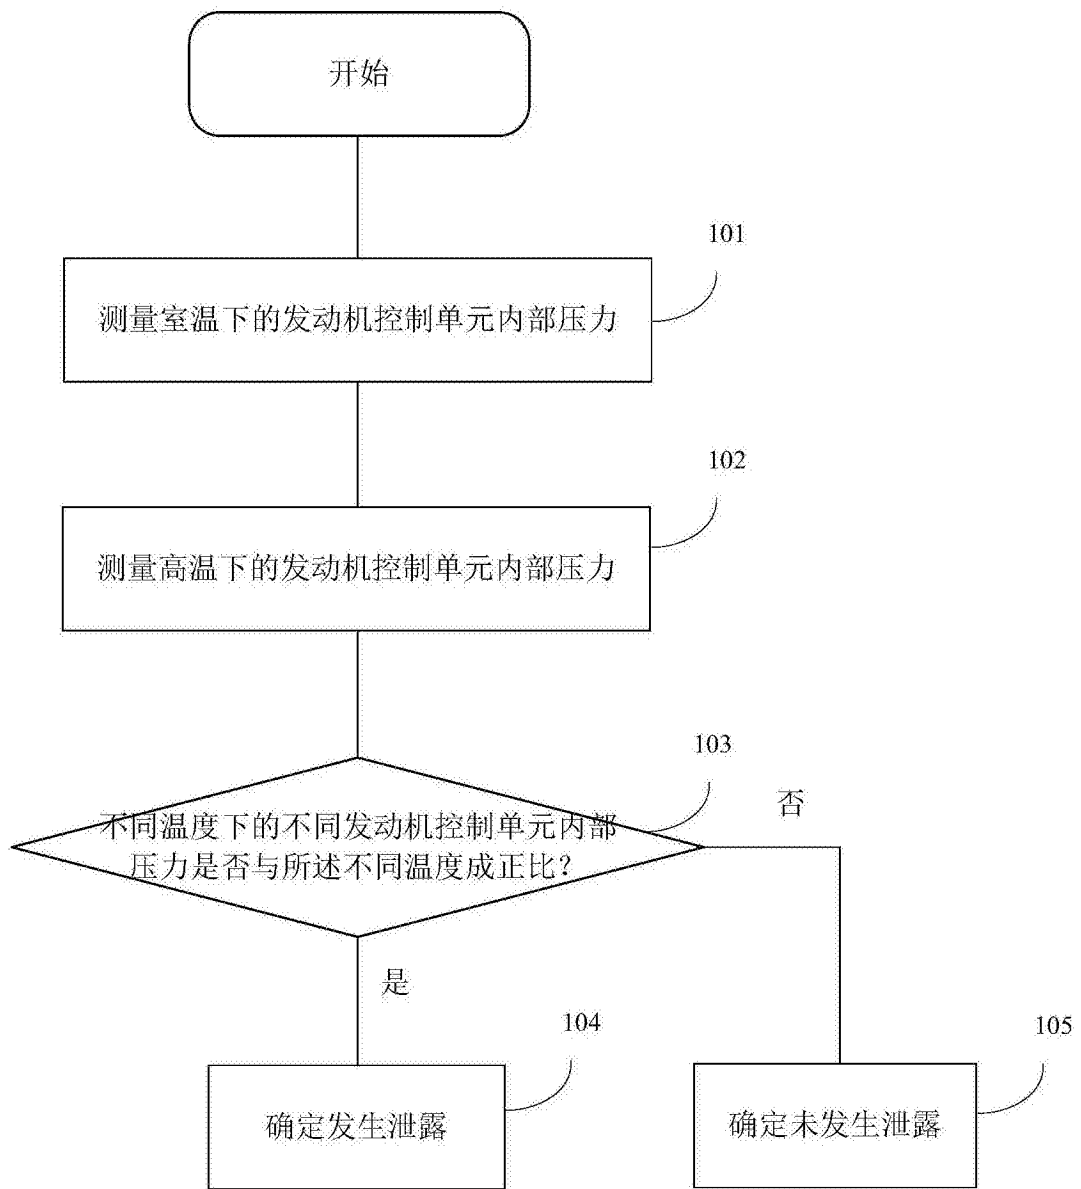 开始
101
测量室温下的发动机控制单元内部压力
102
测量高温下的发动机控制单元内部压力
103
否
不同温度下的不同发动机控制单元内部
压力是否与所述不同温度成正比？
是
104
105
确定发生泄露
确定未发生泄露